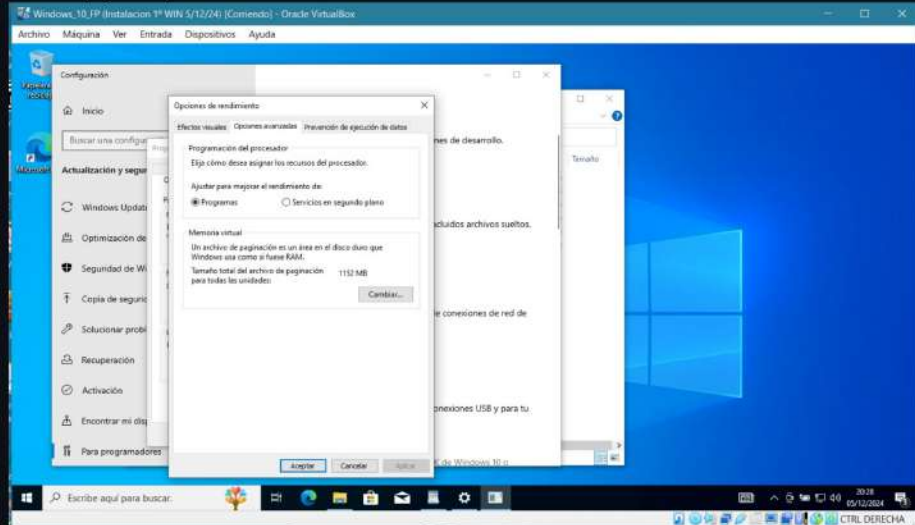 Windows_10_FP (Instalacion 1º WIN 5/12/24) [Corriendo] - Oracle VirtualBox
Archivo Máquina Ver Entrada Dispositivos Ayuda
Configuración
Inicio
Buscar una configu
Actualización y segur
Windows Updat
Optimización de
Seguridad de Wi
Copia de seguric
Solucionar probl
Recuperación
Activación
Encontrar mi disp
Para programadores
Opciones de rendimiento
Efectos visuales Opciones avanzadas Prevención de ejecución de datos
Programación del procesador
Elija cómo desea asignar los recursos del procesador.
Ajustar para mejorar el rendimiento de:
Programas Servicios en segundo plano
Memoria virtual
Un archivo de paginación es un área en el disco duro que
Windows usa como si fuese RAM.
Tamaño total del archivo de paginación
para todas las unidades: 1152 MB
Cambiar...
Aceptar Cancelar Aplicar
nes de desarrollo.
cluidos archivos sueltos.
e conexiones de red de
onexiones USB y para tu
K de Windows 10 o
Tamaño
Escribe aquí para buscar.
20:28
05/12/2024
CTRL DERECHA